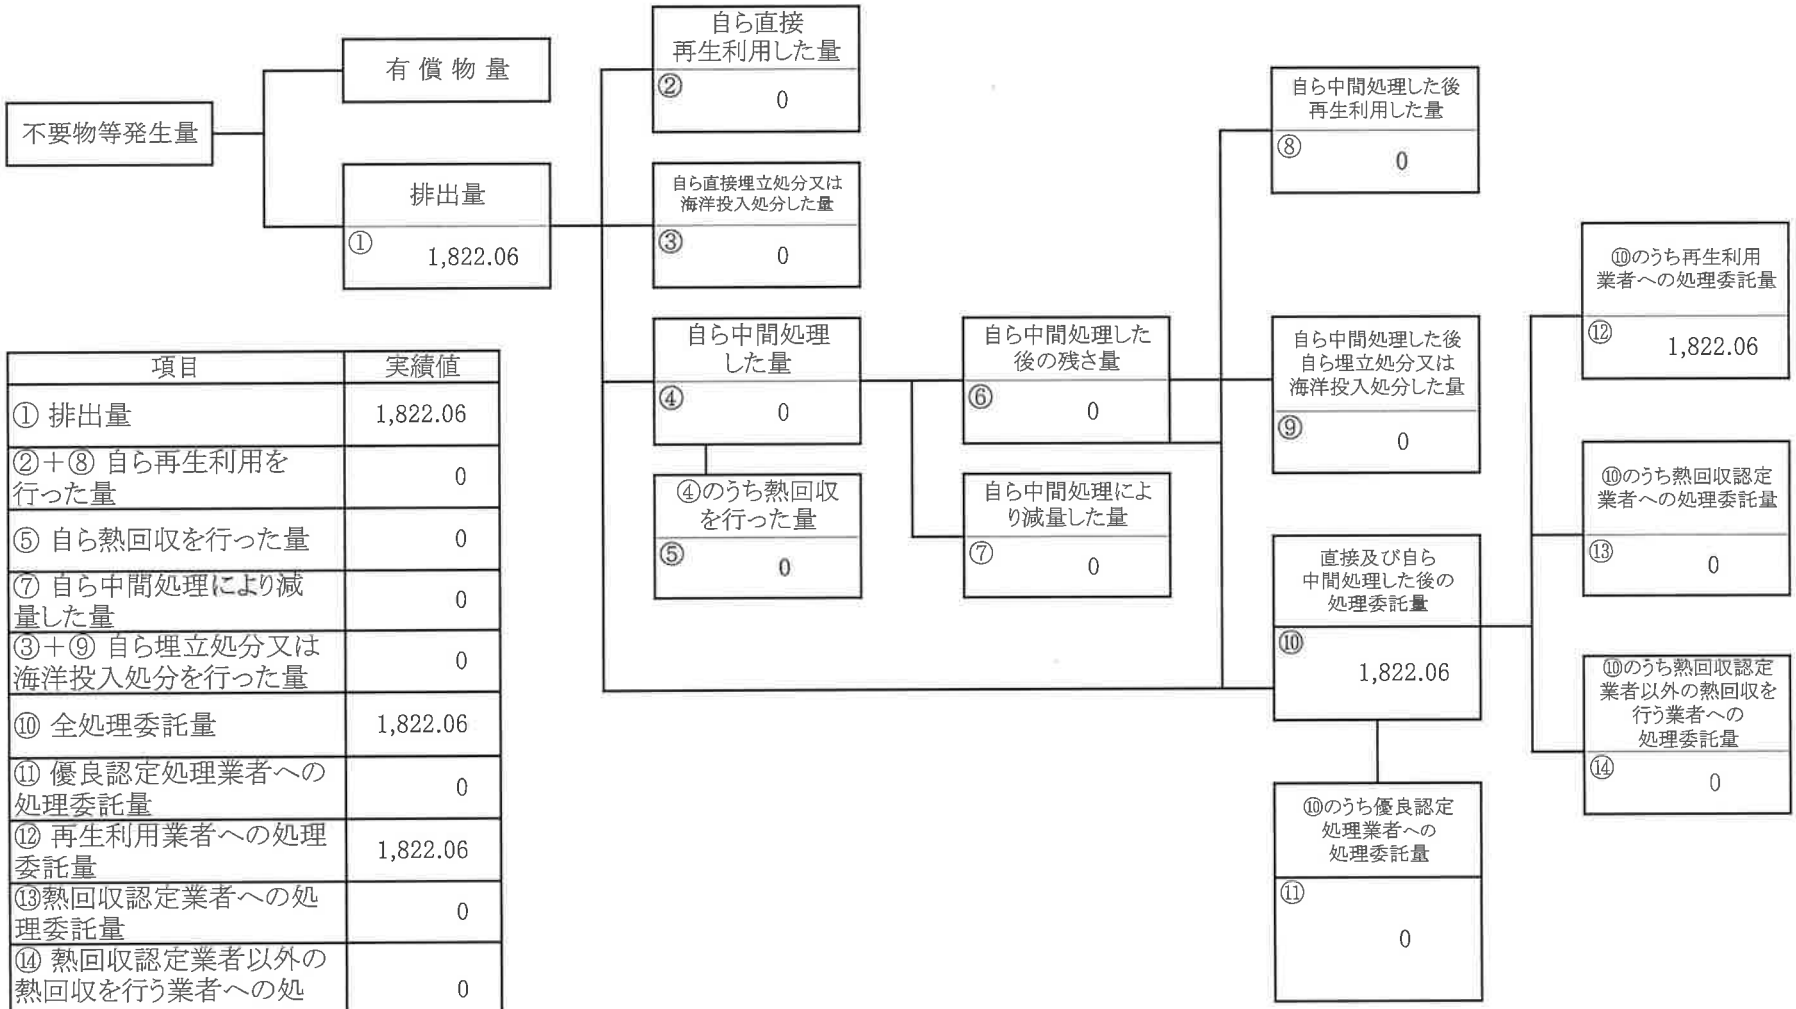 不要物等発生量
有償物量
排出量
①
1,822.06
自ら直接
再生利用した量
②
0
自ら直接埋立処分又は
海洋投入処分した量
③
0
自ら中間処理
した量
④
0
④のうち熱回収
を行った量
⑤
0
自ら中間処理した
後の残さ量
⑥
0
自ら中間処理によ
り減量した量
⑦
0
自ら中間処理した後
再生利用した量
⑧
0
自ら中間処理した後
自ら埋立処分又は
海洋投入処分した量
⑨
0
直接及び自ら
中間処理した後の
処理委託量
⑩
1,822.06
⑩のうち優良認定
処理業者への
処理委託量
⑪
0
⑩のうち再生利用
業者への処理委託量
⑫
1,822.06
⑩のうち熱回収認定
業者への処理委託量
⑬
0
⑩のうち熱回収認定
業者以外の熱回収を
行う業者への
処理委託量
⑭
0
項目 実績値
① 排出量 1,822.06
②＋⑧ 自ら再生利用を
行った量 0
⑤ 自ら熱回収を行った量 0
⑦ 自ら中間処理により減
量した量 0
③＋⑨ 自ら埋立処分又は
海洋投入処分を行った量 0
⑩ 全処理委託量 1,822.06
⑪ 優良認定処理業者への
処理委託量 0
⑫ 再生利用業者への処理
委託量 1,822.06
⑬熱回収認定業者への処
理委託量 0
⑭ 熱回収認定業者以外の
熱回収を行う業者への処 0